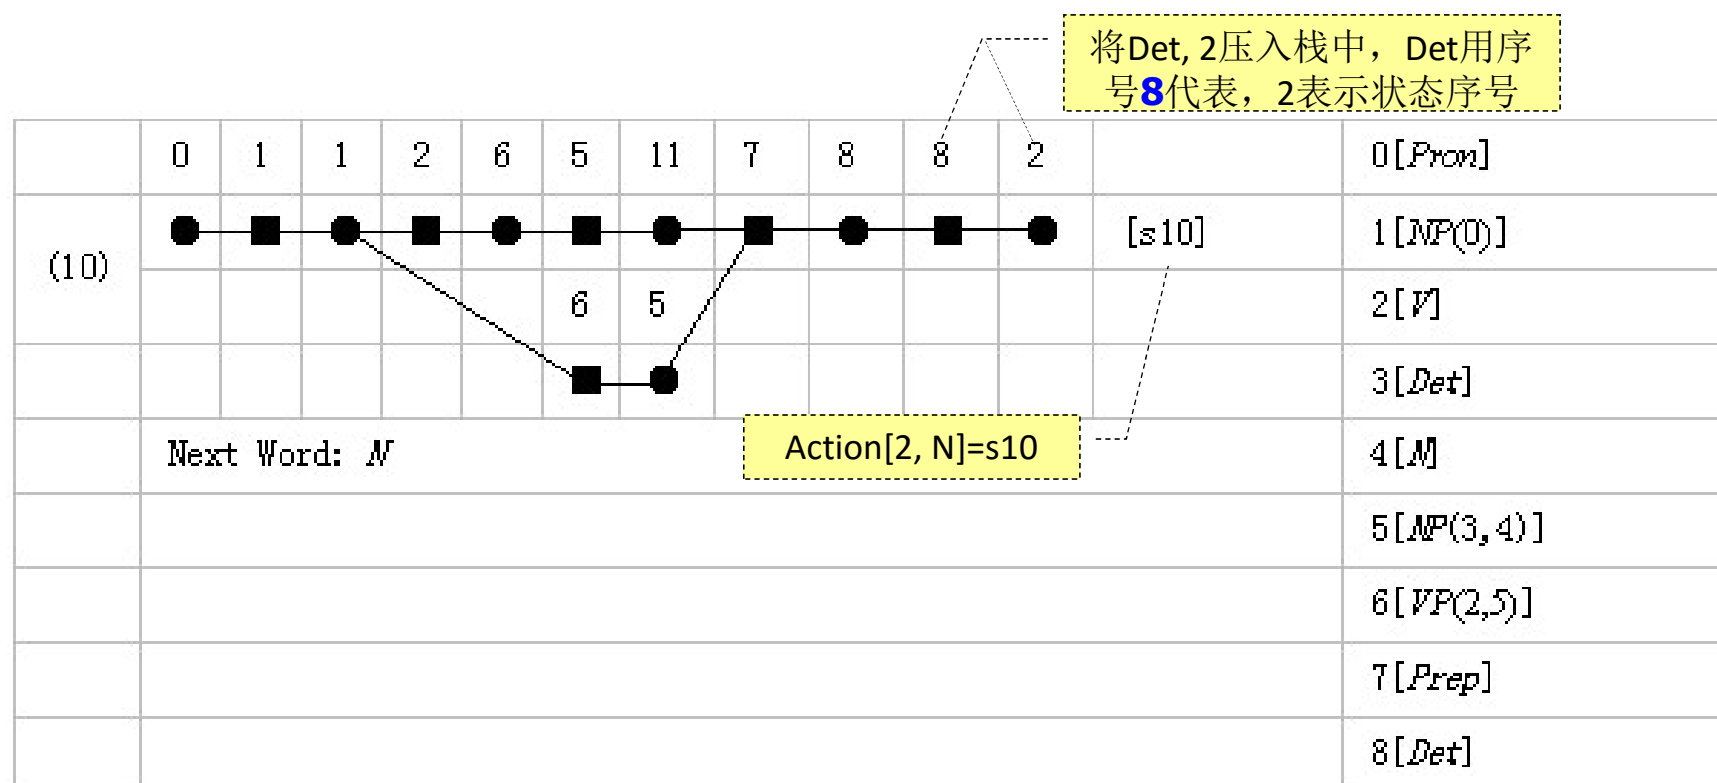 将Det, 2压入栈中，Det用序
号8代表，2表示状态序号
0 1 1 2 6 5 11 7 8 8 2 0[Pron]
(10) [s10] 1[NP(0)]
6 5 2[V]
3[Det]
Next Word: N Action[2, N]=s10 4[N]
5[NP(3,4)]
6[VP(2,5)]
7[Prep]
8[Det]